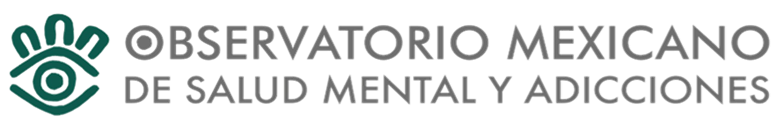 OBSERVATORIO MEXICANO
DE SALUD MENTAL Y ADICCIONES